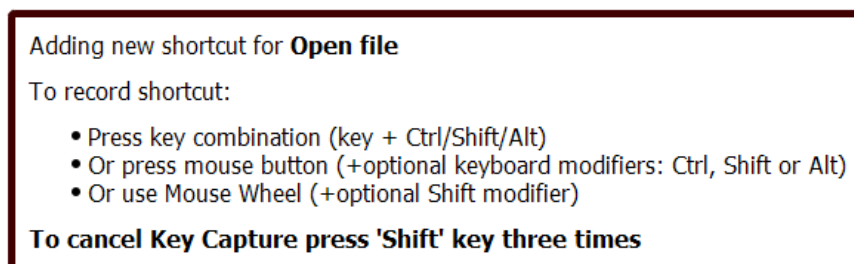 Adding new shortcut for Open file
To record shortcut:
• Press key combination (key + Ctrl/Shift/Alt)
• Or press mouse button (+optional keyboard modifiers: Ctrl, Shift or Alt)
• Or use Mouse Wheel (+optional Shift modifier)
To cancel Key Capture press 'Shift' key three times